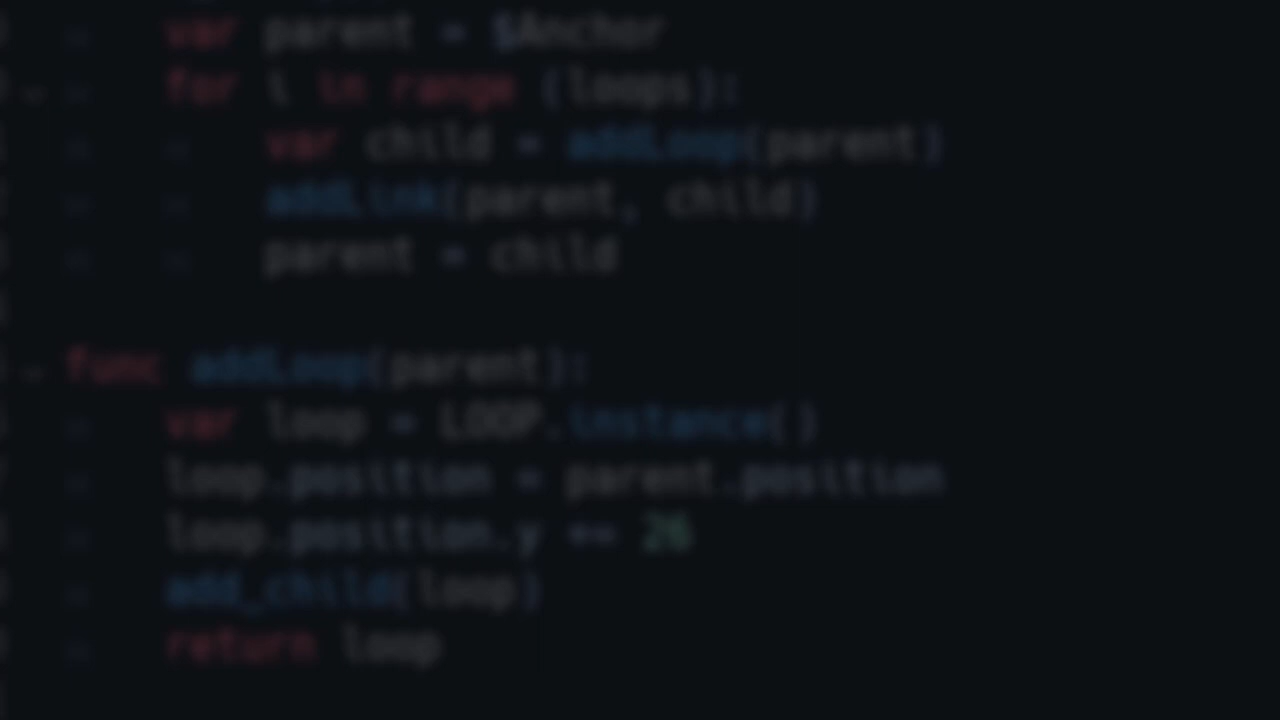 var parent = $Anchor
for i in range (loops):
var child = addLoop(parent)
addLink(parent, child)
parent = child
func addLoop(parent):
var loop = LOOP.instance()
loop.position = parent.position
loop.position.y += 26
add_child(loop)
return loop